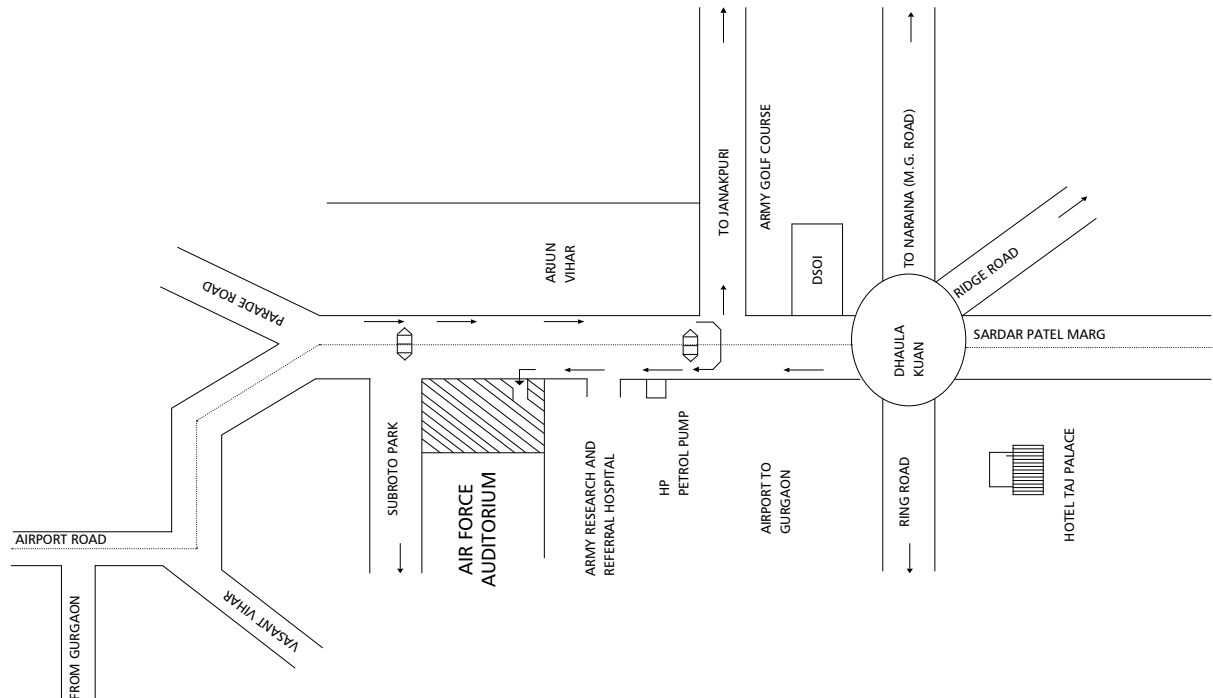 TO JANAKPURI
ARMY GOLF COURSE
TO NARAINA (M.G. ROAD)
DSOI
RIDGE ROAD
ARJUN
VIHAR
PARADE ROAD
DHAULA
KUAN
SARDAR PATEL MARG
SUBROTO PARK
AIR FORCE
AUDITORIUM
ARMY RESEARCH AND
REFERRAL HOSPITAL
HP
PETROL PUMP
AIRPORT TO
GURGAON
RING ROAD
HOTEL TAJ PALACE
AIRPORT ROAD
VASANT VIHAR
FROM GURGAON